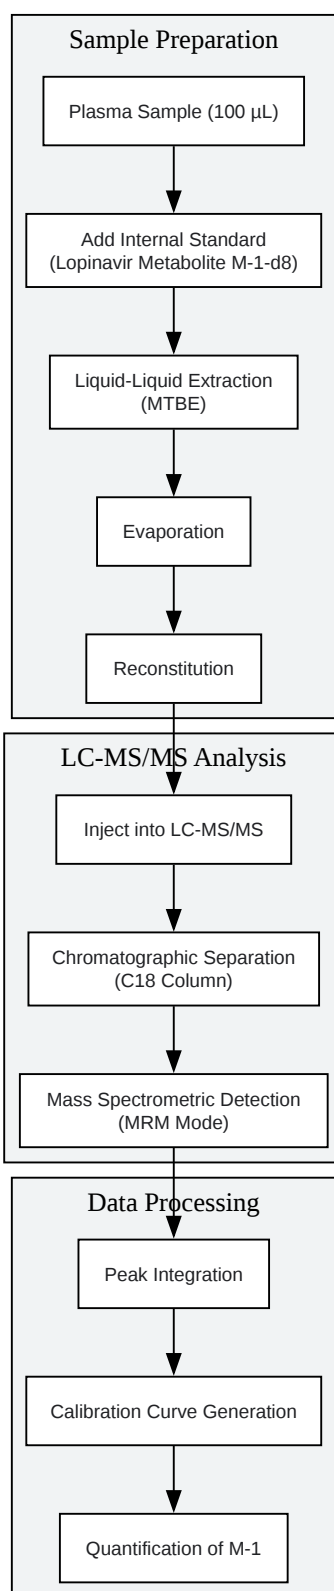 Sample Preparation
Plasma Sample (100 µL)
Add Internal Standard
(Lopinavir Metabolite M-1-d8)
Liquid-Liquid Extraction
(MTBE)
Evaporation
Reconstitution
LC-MS/MS Analysis
Inject into LC-MS/MS
Chromatographic Separation
(C18 Column)
Mass Spectrometric Detection
(MRM Mode)
Data Processing
Peak Integration
Calibration Curve Generation
Quantification of M-1